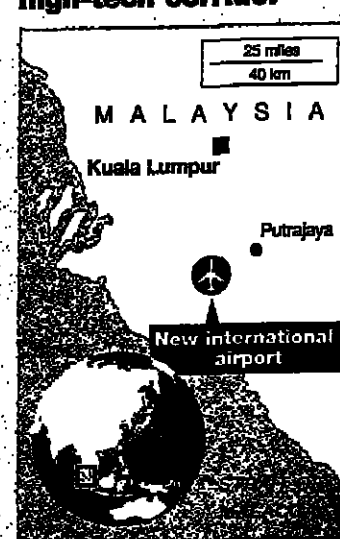 high-tech corridor
25 miles
40 km
MALAYSIA
Kuala Lumpur
Putrajaya
New international
airport